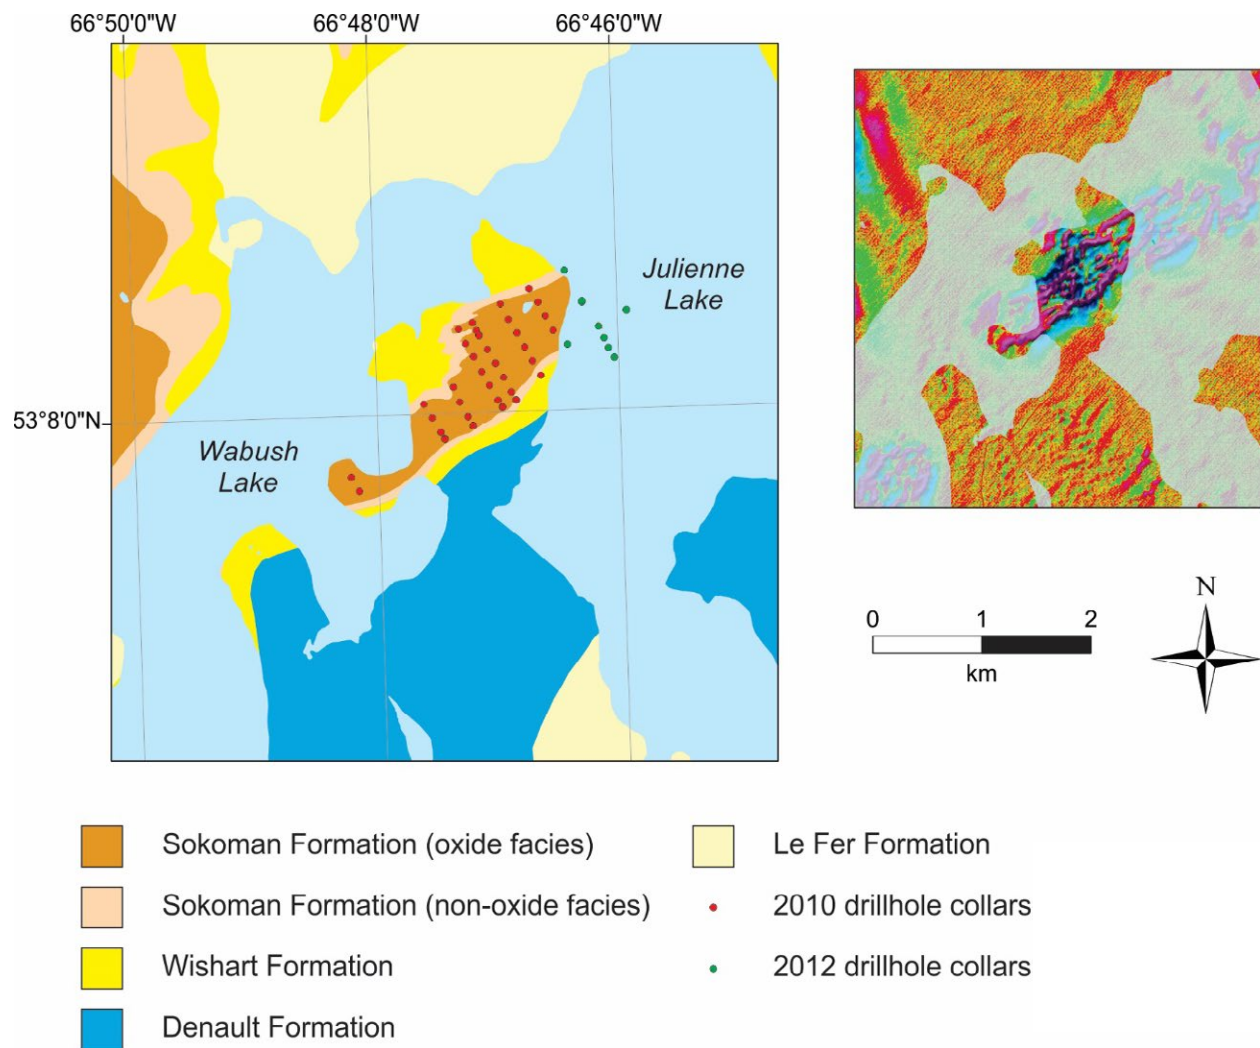 66°50'0"W 66°48'0"W 66°46'0"W
Julienne
Lake
53°8'0"N
Wabush
Lake
N
0 1 2
km
Sokoman Formation (oxide facies)
Sokoman Formation (non-oxide facies)
Wishart Formation
Denault Formation
Le Fer Formation
2010 drillhole collars
2012 drillhole collars